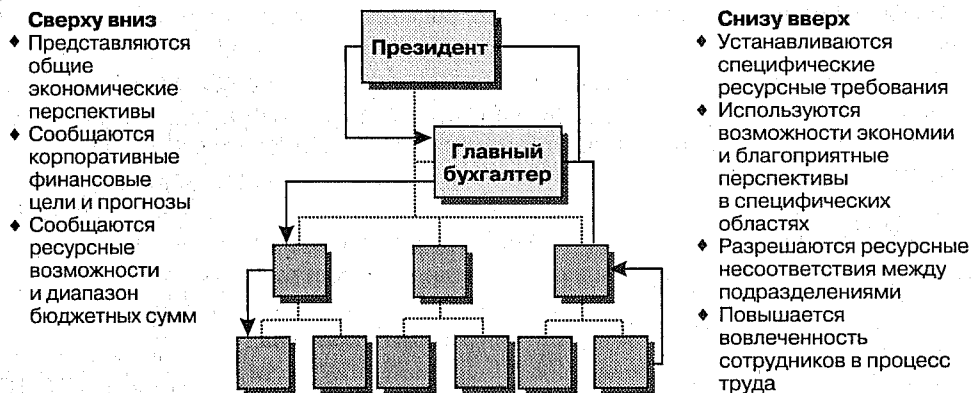 Сверху вниз
♦ Представляются
общие
экономические
перспективы
♦ Сообщаются
корпоративные
финансовые
цели и прогнозы
♦ Сообщаются
ресурсные
возможности
и диапазон
бюджетных сумм
Президент
Главный
бухгалтер
Снизу вверх
♦ Устанавливаются
специфические
ресурсные требования
♦ Используются
возможности экономии
и благоприятные
перспективы
в специфических
областях
♦ Разрешаются ресурсные
несоответствия между
подразделениями
♦ Повышается
вовлеченность
сотрудников в процесс
труда